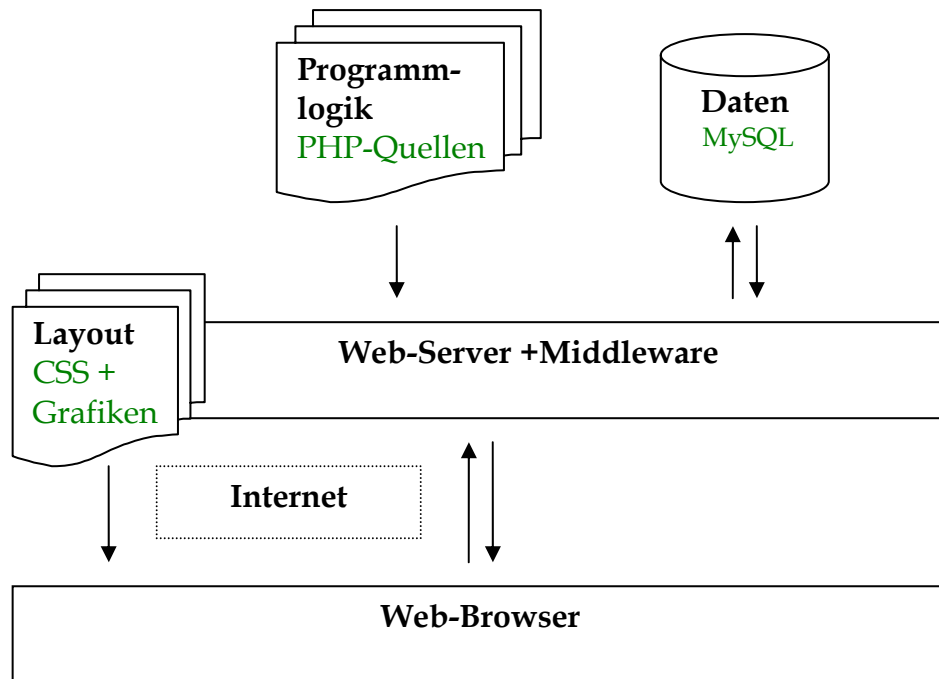 Programm-
logik
PHP-Quellen
Daten
MySQL
Layout
CSS +
Grafiken
Web-Server +Middleware
Internet
Web-Browser